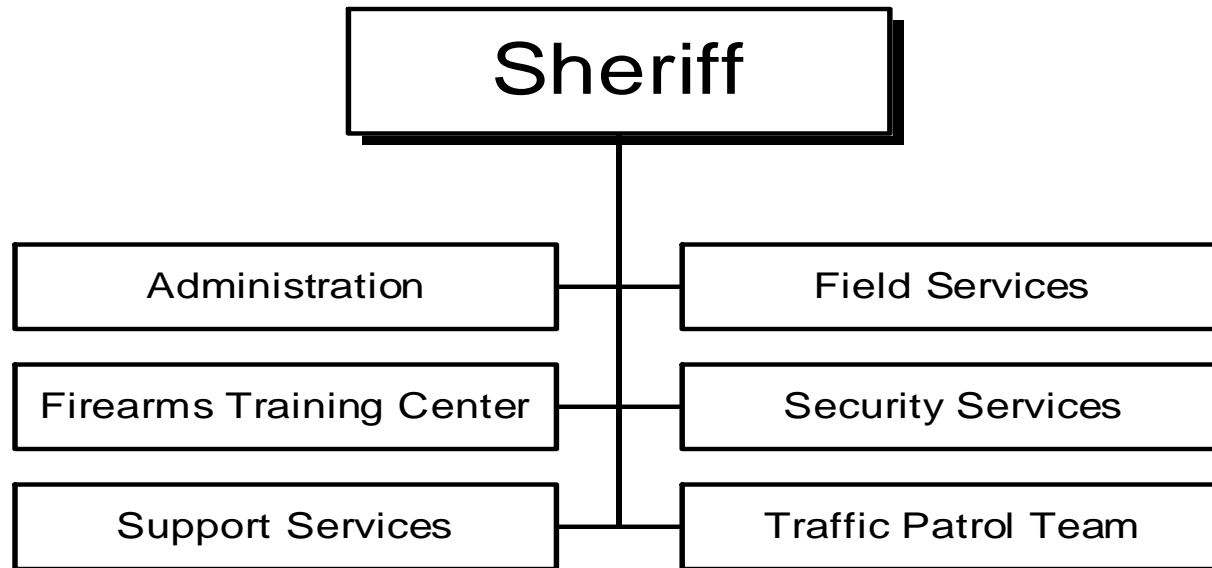 Sheriff
Administration
Field Services
Firearms Training Center
Security Services
Support Services
Traffic Patrol Team